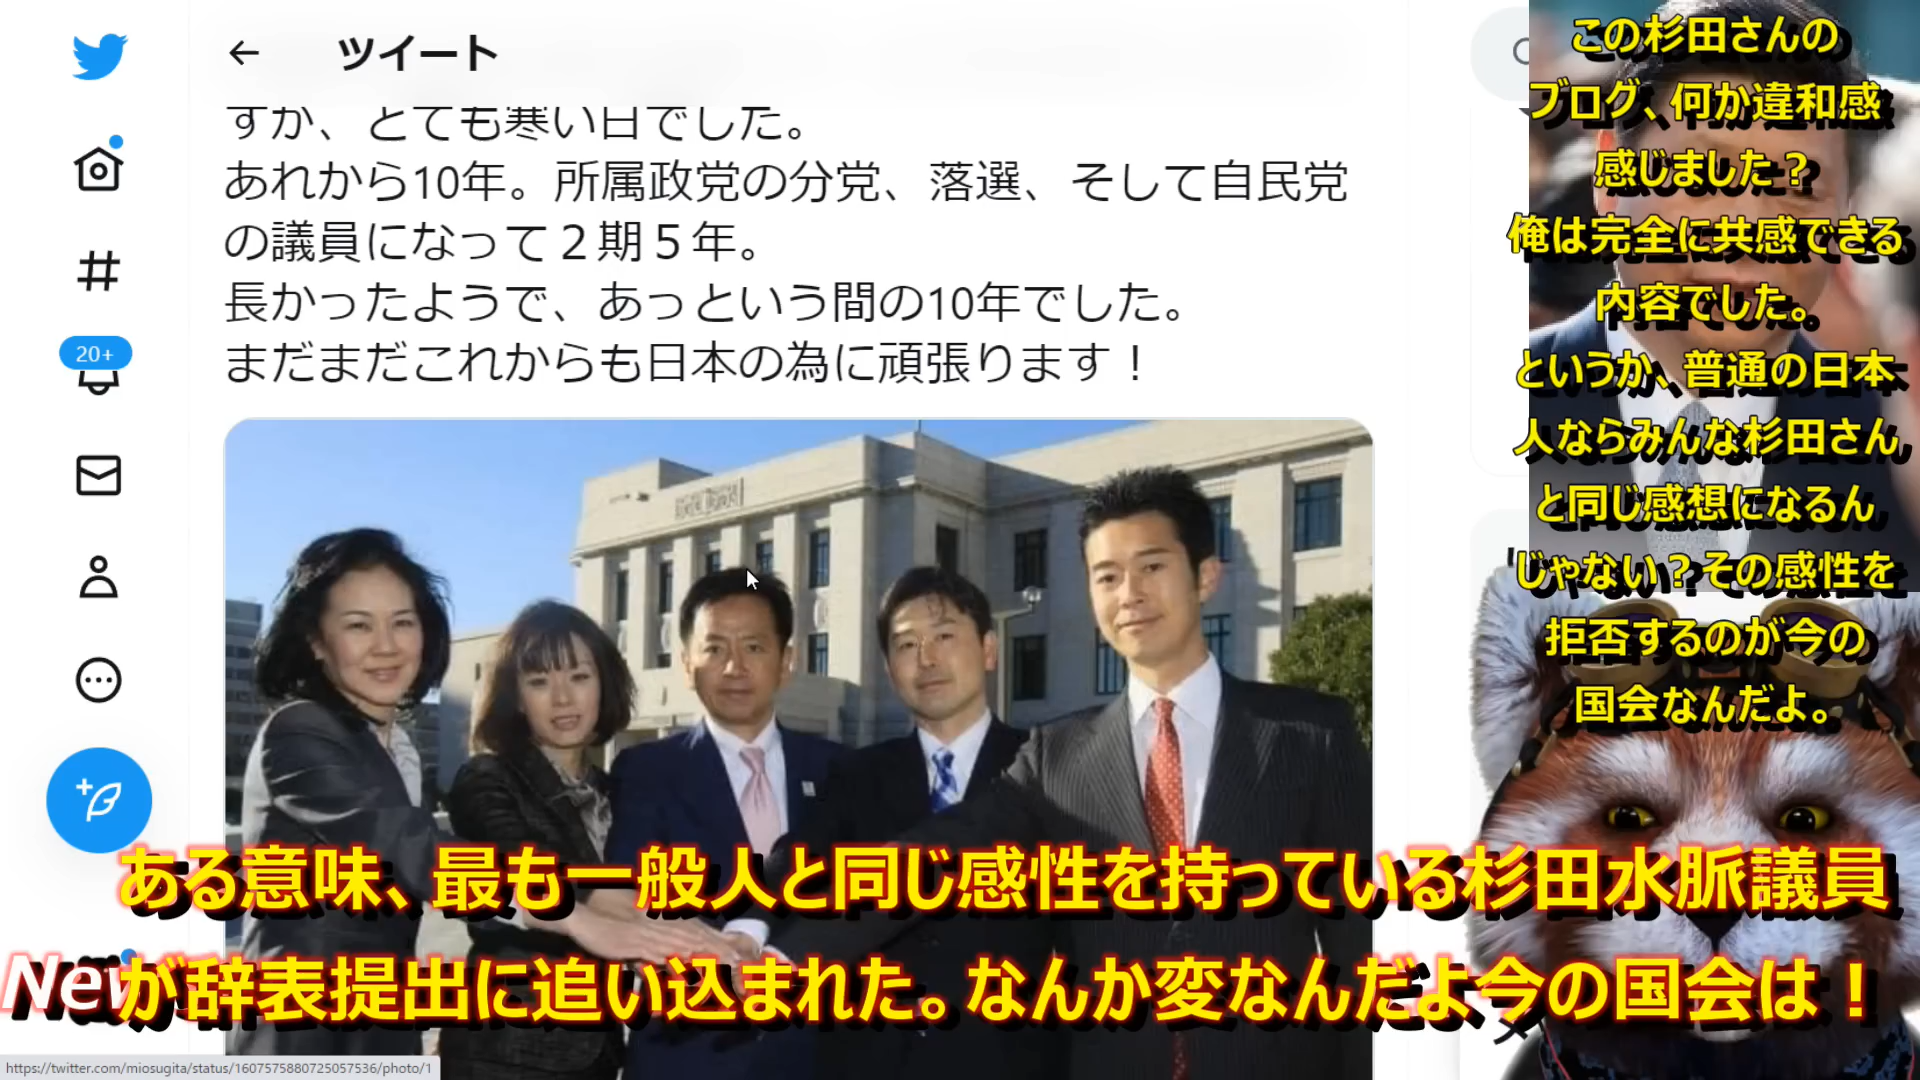 ツイート
すが、とても寒い日でした。
あれから10年。所属政党の分党、落選、そして自民党
の議員になって２期５年。
長かったようで、あっという間の10年でした。
まだまだこれからも日本の為に頑張ります！
20+
この杉田さんの
ブログ、何か違和感
感じました？
俺は完全に共感できる
内容でした。
というか、普通の日本
人ならみんな杉田さん
と同じ感想になるん
じゃない？その感性を
拒否するのが今の
国会なんだよ。
ある意味、最も一般人と同じ感性を持っている杉田水脈議員
が辞表提出に追い込まれた。なんか変なんだよ今の国会は！
https://twitter.com/miosugita/status/1607575880725057536/photo/1